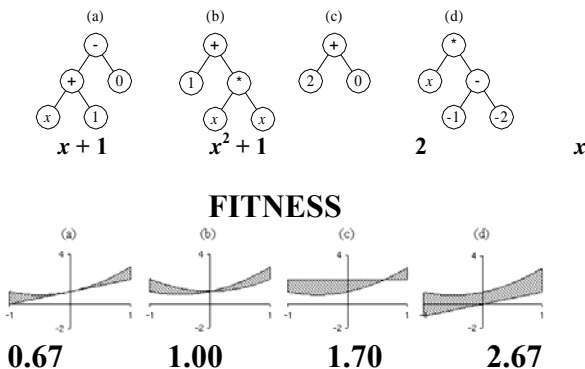 (a) (b) (c) (d)
- + + *
+ 0 1 * 2 0 x -
x 1 x x -1 -2
x + 1 x² + 1 2 x
FITNESS
(a) (b) (c) (d)
4 4 4 4
-1 1 -1 1 -1 1 -1 1
-2 -2 -2 -2
0.67 1.00 1.70 2.67